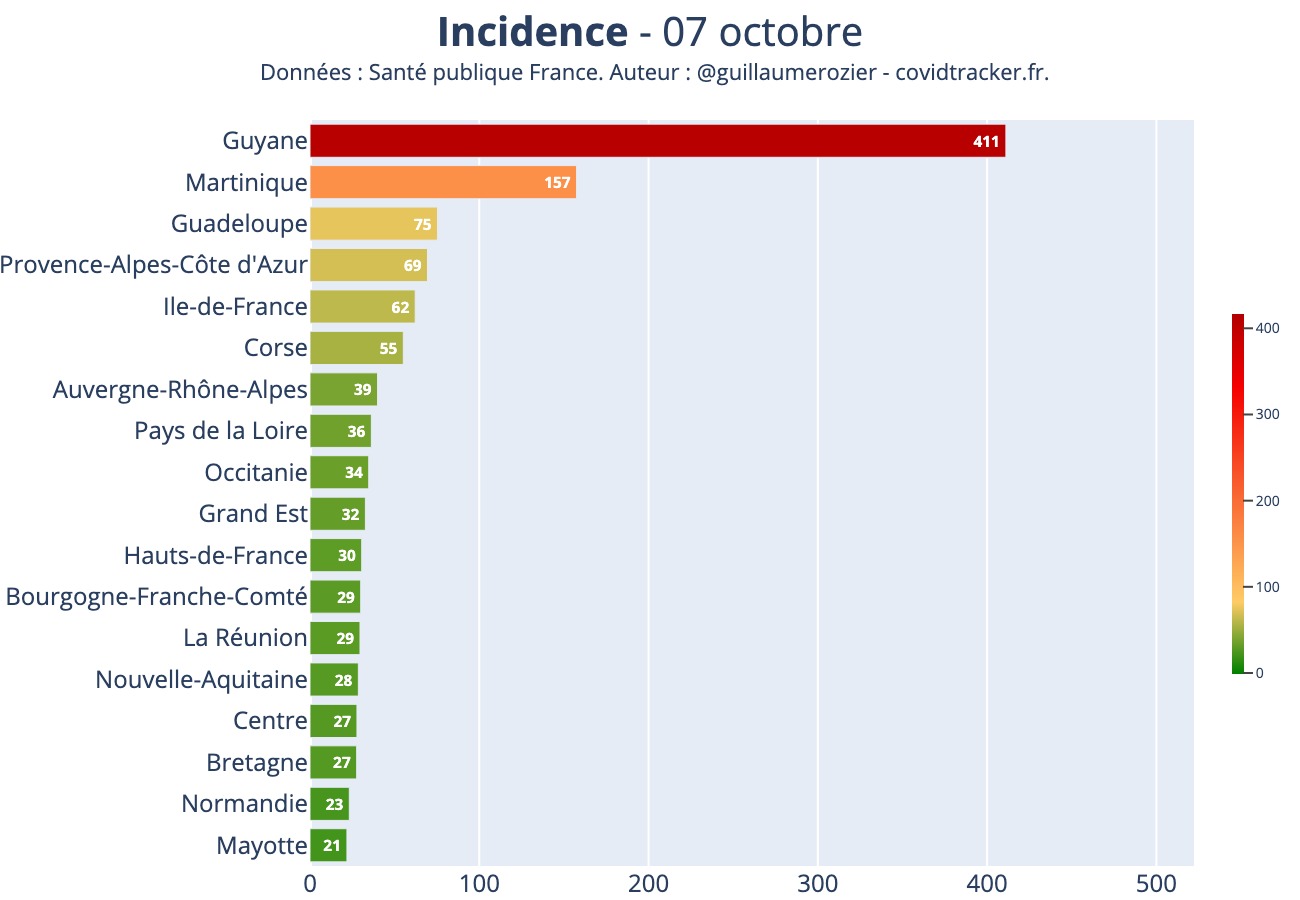 Incidence - 07 octobre
Données : Santé publique France. Auteur : @guillaumerozier - covidtracker.fr.
Guyane 411
Martinique 157
Guadeloupe 75
Provence-Alpes-Côte d'Azur 69
Ile-de-France 62
Corse 55
Auvergne-Rhône-Alpes 39
Pays de la Loire 36
Occitanie 34
Grand Est 32
Hauts-de-France 30
Bourgogne-Franche-Comté 29
La Réunion 29
Nouvelle-Aquitaine 28
Centre 27
Bretagne 27
Normandie 23
Mayotte 21
0 100 200 300 400 500
400
300
200
100
0